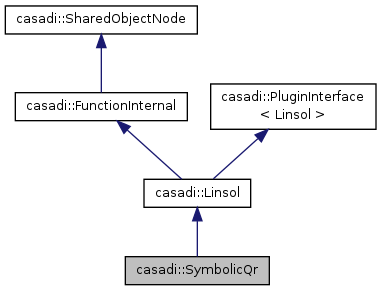 casadi::SharedObjectNode
casadi::FunctionInternal
casadi::PluginInterface
< Linsol >
casadi::Linsol
casadi::SymbolicQr